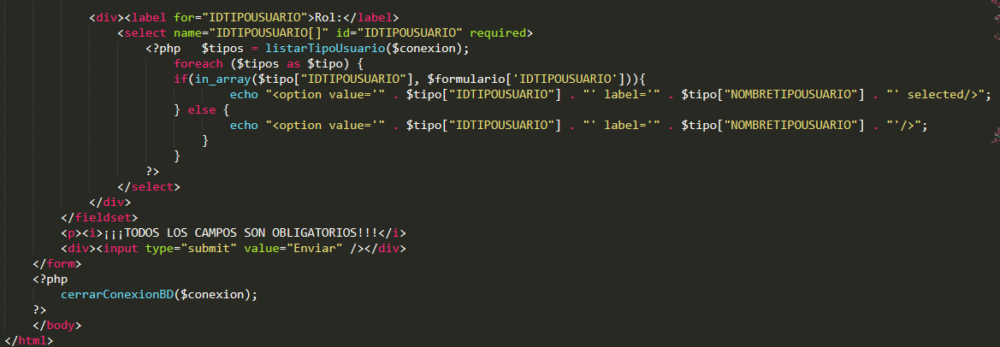 <div><label for="IDTIPOUSUARIO">Rol:</label>
<select name="IDTIPOUSUARIO[]" id="IDTIPOUSUARIO" required>
<?php   $tipos = listarTipoUsuario($conexion);
foreach ($tipos as $tipo) {
if(in_array($tipo["IDTIPOUSUARIO"], $formulario['IDTIPOUSUARIO'])){
echo "<option value='" . $tipo["IDTIPOUSUARIO"] . "' label='" . $tipo["NOMBRETIPOUSUARIO"] . "' selected/>";
} else {
echo "<option value='" . $tipo["IDTIPOUSUARIO"] . "' label='" . $tipo["NOMBRETIPOUSUARIO"] . "'/>";
}
}
?>
</select>
</div>
</fieldset>
<p><i>¡¡¡TODOS LOS CAMPOS SON OBLIGATORIOS!!!</i>
<div><input type="submit" value="Enviar" /></div>
</form>
<?php
cerrarConexionBD($conexion);
?>
</body>
</html>